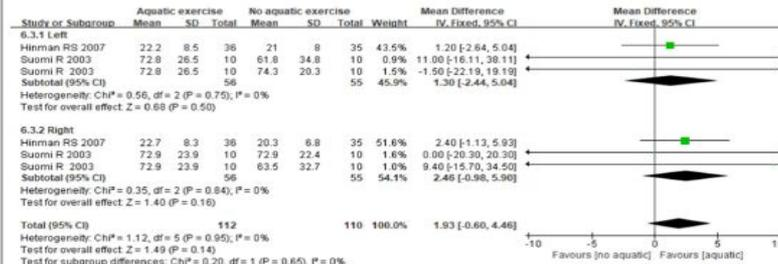 Aquatic exercise No aquatic exercise Mean Difference Mean Difference
Study or Subgroup Mean SD Total Mean SD Total Weight IV, Fixed, 95% CI IV, Fixed, 95% CI
6.3.1 Left
Hinman RS 2007 22.2 8.5 36 21 8 35 43.5% 1.20 [-2.64, 5.04]
Suomi R 2003 72.8 26.5 10 61.8 34.8 10 0.9% 11.00 [-16.11, 38.11]
Suomi R 2003 72.8 26.5 10 74.3 20.3 10 1.5% -1.50 [-22.19, 19.19]
Subtotal (95% CI) 56 55 45.9% 1.30 [-2.44, 5.04]
Heterogeneity: Chi² = 0.56, df = 2 (P = 0.75); I² = 0%
Test for overall effect: Z = 0.68 (P = 0.50)
6.3.2 Right
Hinman RS 2007 22.7 8.3 36 20.3 6.8 35 51.6% 2.40 [-1.13, 5.93]
Suomi R 2003 72.9 23.9 10 72.9 22.4 10 1.6% 0.00 [-20.30, 20.30]
Suomi R 2003 72.9 23.9 10 63.5 32.7 10 1.0% 9.40 [-15.70, 34.50]
Subtotal (95% CI) 56 55 54.1% 2.46 [-0.98, 5.90]
Heterogeneity: Chi² = 0.35, df = 2 (P = 0.84); I² = 0%
Test for overall effect: Z = 1.40 (P = 0.16)
Total (95% CI) 112 110 100.0% 1.93 [-0.60, 4.46]
Heterogeneity: Chi² = 1.12, df = 5 (P = 0.95); I² = 0%
Test for overall effect: Z = 1.49 (P = 0.14)
Test for subgroup differences: Chi² = 0.20, df = 1 (P = 0.65), I² = 0%
-10 -5 0 5
Favours [no aquatic] Favours [aquatic]